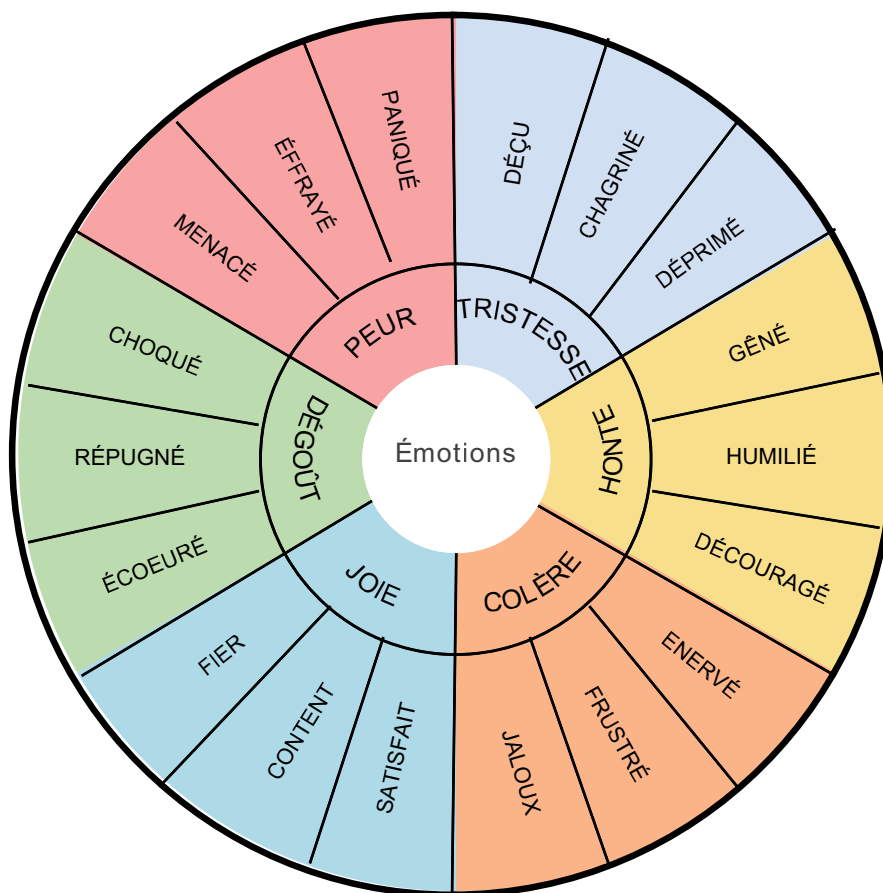 Émotions
TRISTESSE
DÉÇU
CHAGRINÉ
DÉPRIMÉ
HONTE
GÊNÉ
HUMILIÉ
DÉCOURAGÉ
COLÈRE
ENERVÉ
FRUSTRÉ
JALOUX
JOIE
SATISFAIT
CONTENT
FIER
DÉGOÛT
ÉCOEURÉ
RÉPUGNÉ
CHOQUÉ
PEUR
MENACÉ
ÉFFRAYÉ
PANIQUÉ